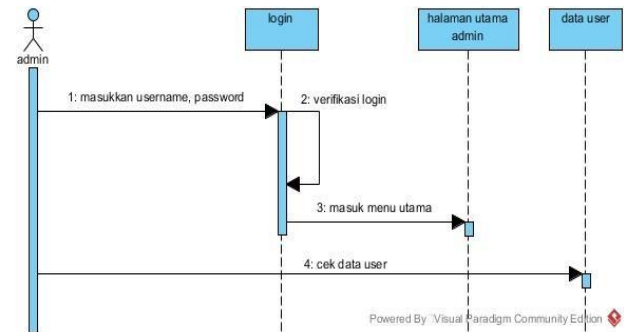 login
halaman utama
admin
data user
admin
1: masukkan username, password
2: verifikasi login
3: masuk menu utama
4: cek data user
Powered By Visual Paradigm Community Edition